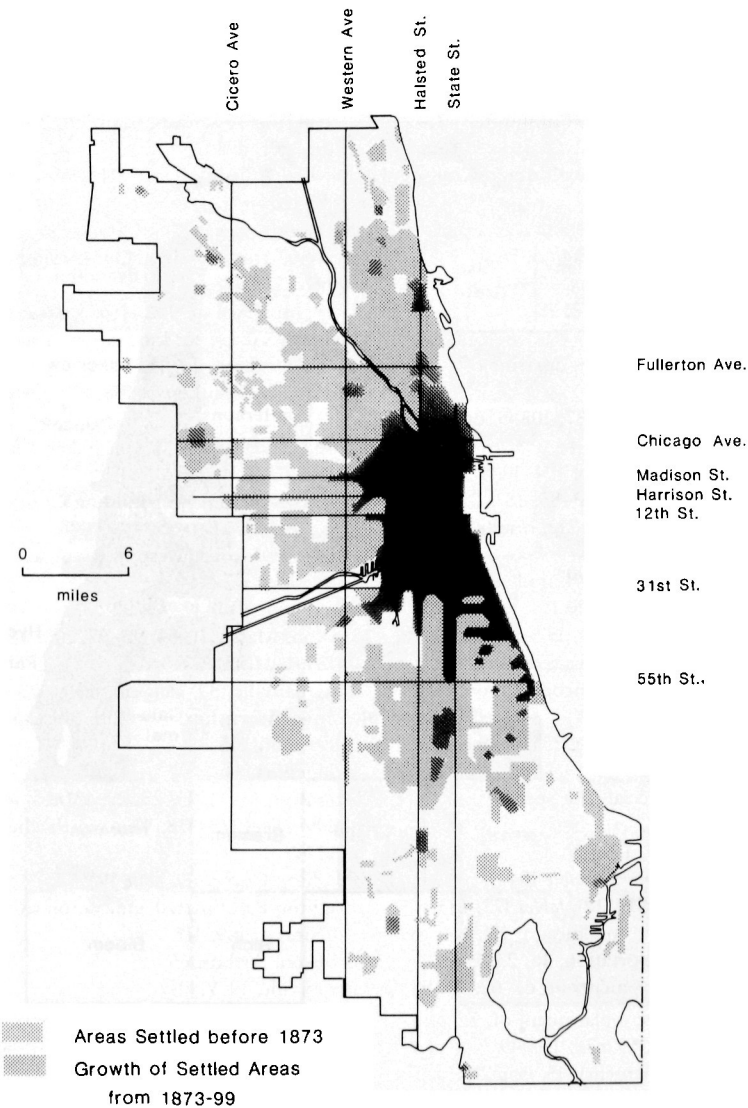 Cicero Ave
Western Ave
Halsted St.
State St.
Fullerton Ave.
Chicago Ave.
Madison St.
Harrison St.
12th St.
0 6
miles
31st St.
55th St.
Areas Settled before 1873
Growth of Settled Areas
from 1873-99